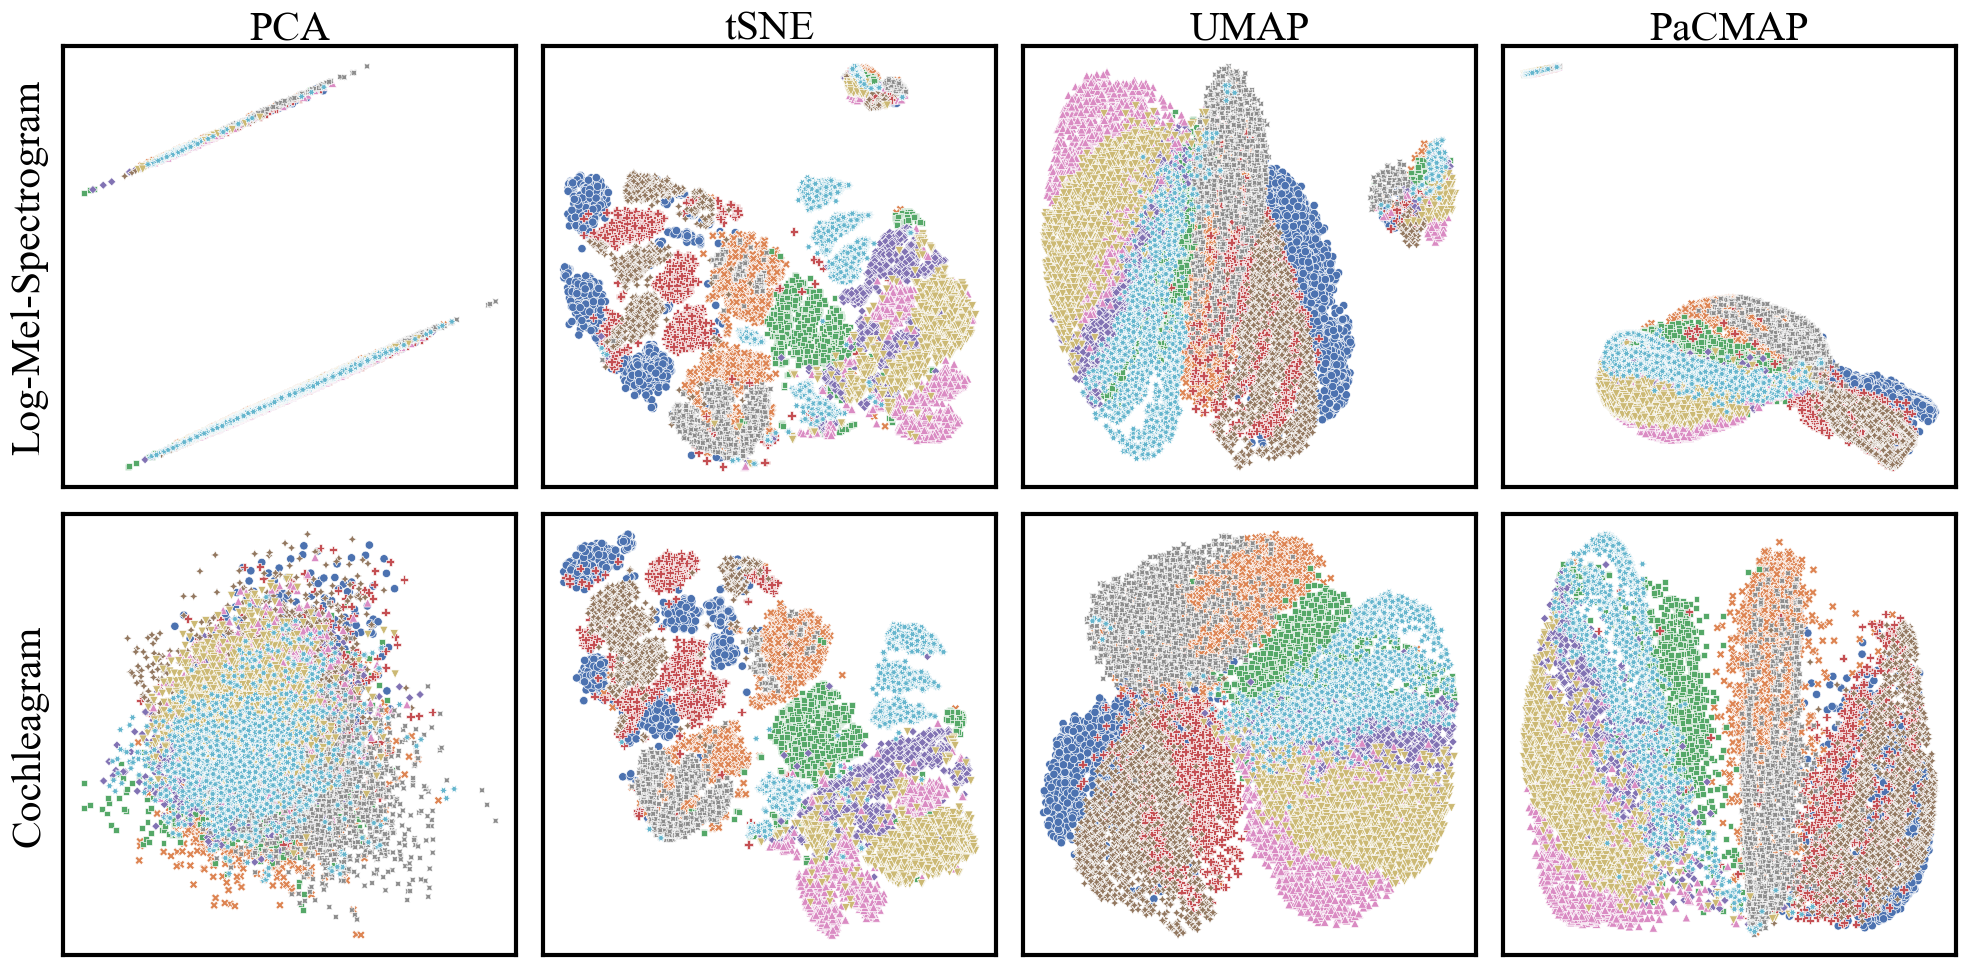 PCA
tSNE
UMAP
PaCMAP
Log-Mel-Spectrogram
Cochleagram